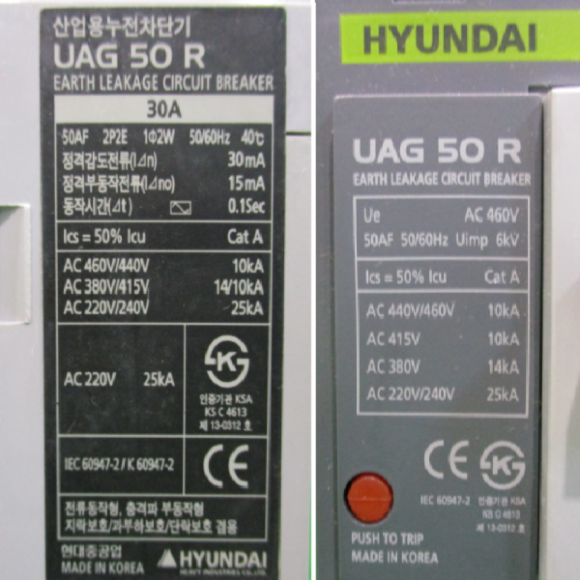 산업용누전차단기
UAG 50 R
EARTH LEAKAGE CIRCUIT BREAKER
30A
50AF 2P2E 1Φ2W 50/60Hz 40℃
정격감도전류(I⊿n) 30mA
정격부동작전류(I⊿no) 15mA
동작시간(⊿t) 0.1Sec
Ics = 50% Icu Cat A
AC 460V/440V 10kA
AC 380V/415V 14/10kA
AC 220V/240V 25kA
AC 220V 25kA
인증기관 KSA
KS C 4613
제 13-0312 호
IEC 60947-2/K 60947-2
CE
전류동작형, 충격파 부동작형
지락보호/과부하보호/단락보호 겸용
현대중공업
MADE IN KOREA
HYUNDAI
HEAVY INDUSTRIES CO., LTD.
HYUNDAI
UAG 50 R
EARTH LEAKAGE CIRCUIT BREAKER
Ue AC 460V
50AF 50/60Hz Uimp 6kV
Ics = 50% Icu Cat A
AC 440V/460V 10kA
AC 415V 10kA
AC 380V 14kA
AC 220V/240V 25kA
CE
IEC 60947-2
인증기관 KSA
KS C 4613
제 13-0312 호
PUSH TO TRIP
MADE IN KOREA